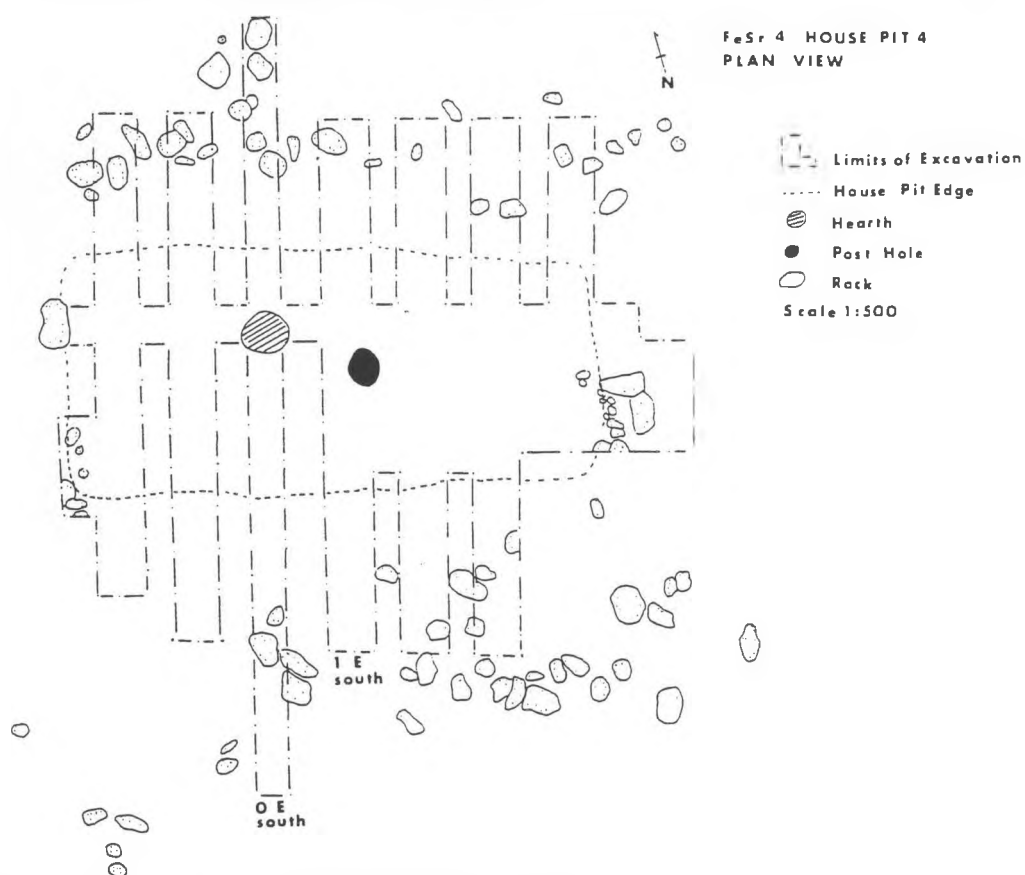 FeSr 4 HOUSE PIT 4
PLAN VIEW
N
Limits of Excavation
House Pit Edge
Hearth
Post Hole
Rock
Scale 1:500
1 E
south
0 E
south